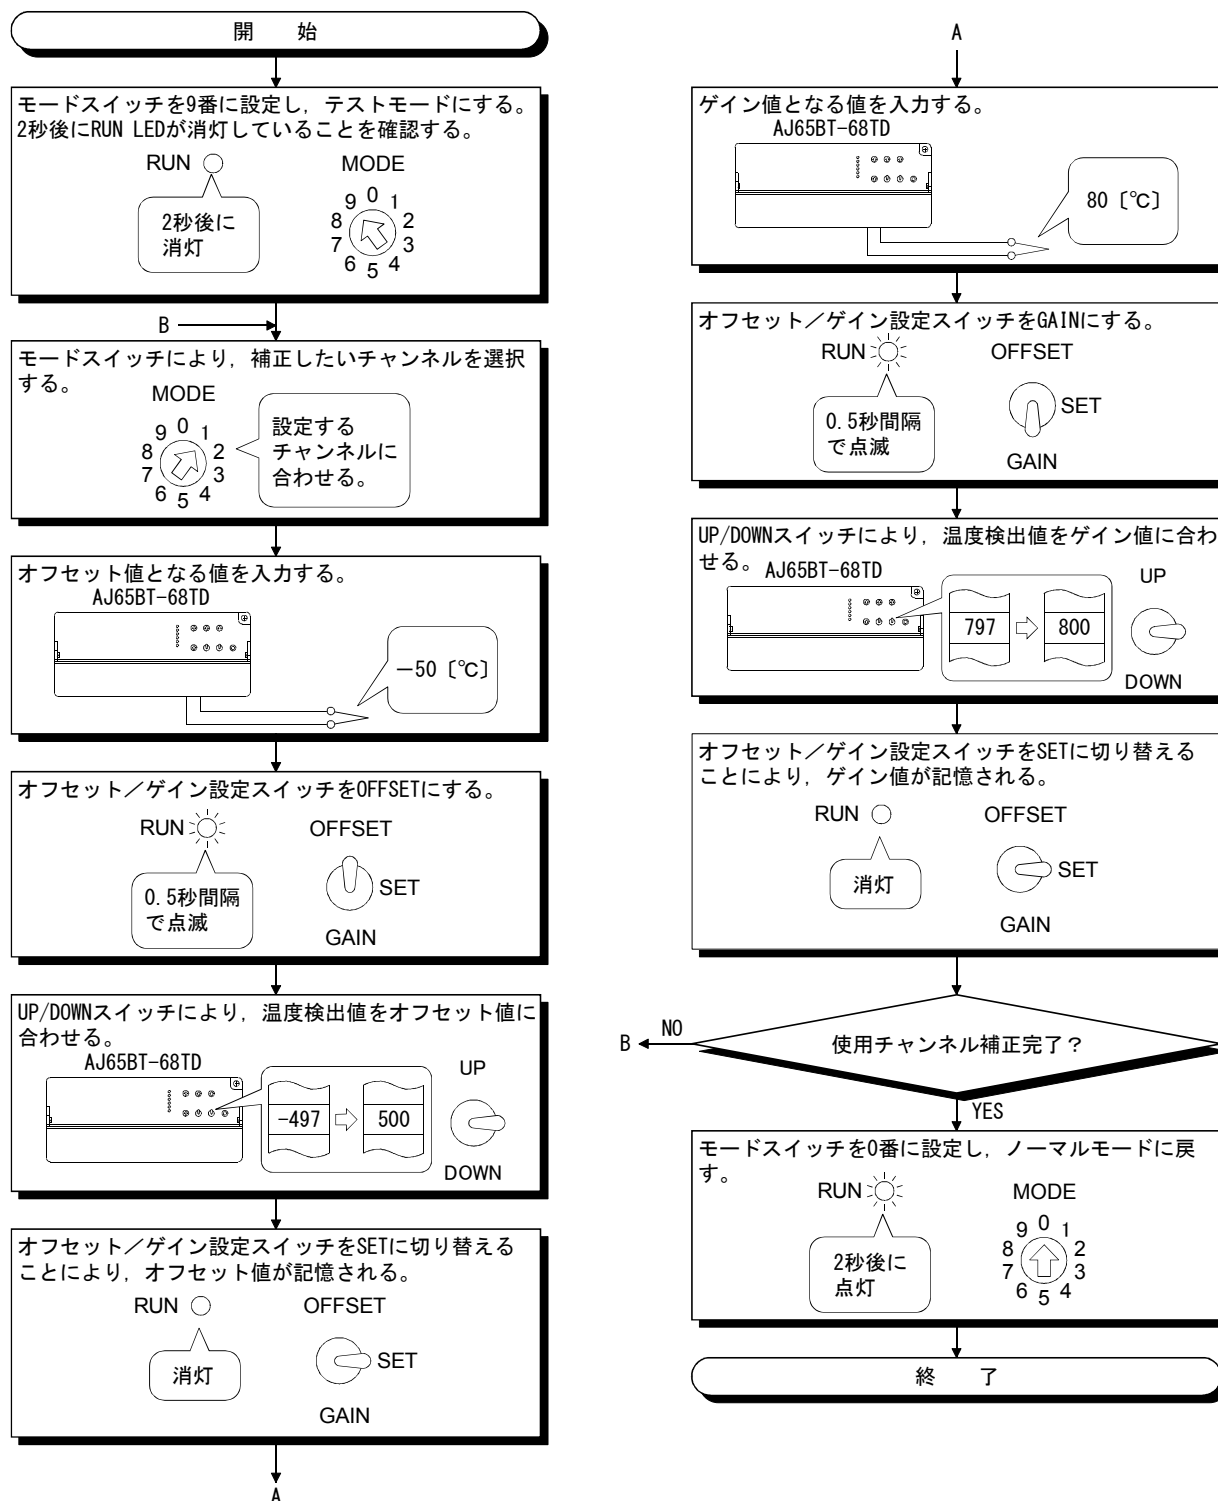 開　始
モードスイッチを9番に設定し，テストモードにする。
2秒後にRUN LEDが消灯していることを確認する。
RUN
MODE
2秒後に
消灯
9 0 1
8 2
7 3
6 5 4
B
モードスイッチにより，補正したいチャンネルを選択
する。
MODE
9 0 1
8 2
7 3
6 5 4
設定する
チャンネルに
合わせる。
オフセット値となる値を入力する。
AJ65BT-68TD
－50〔℃〕
オフセット／ゲイン設定スイッチをOFFSETにする。
RUN
OFFSET
SET
GAIN
0.5秒間隔
で点滅
UP/DOWNスイッチにより，温度検出値をオフセット値に
合わせる。
AJ65BT-68TD
-497
500
UP
DOWN
オフセット／ゲイン設定スイッチをSETに切り替える
ことにより，オフセット値が記憶される。
RUN
OFFSET
SET
GAIN
消灯
A
A
ゲイン値となる値を入力する。
AJ65BT-68TD
80〔℃〕
オフセット／ゲイン設定スイッチをGAINにする。
RUN
OFFSET
SET
GAIN
0.5秒間隔
で点滅
UP/DOWNスイッチにより，温度検出値をゲイン値に合わ
せる。
AJ65BT-68TD
797
800
UP
DOWN
オフセット／ゲイン設定スイッチをSETに切り替える
ことにより，ゲイン値が記憶される。
RUN
OFFSET
SET
GAIN
消灯
使用チャンネル補正完了？
NO
B
YES
モードスイッチを0番に設定し，ノーマルモードに戻
す。
RUN
MODE
2秒後に
点灯
9 0 1
8 2
7 3
6 5 4
終　了